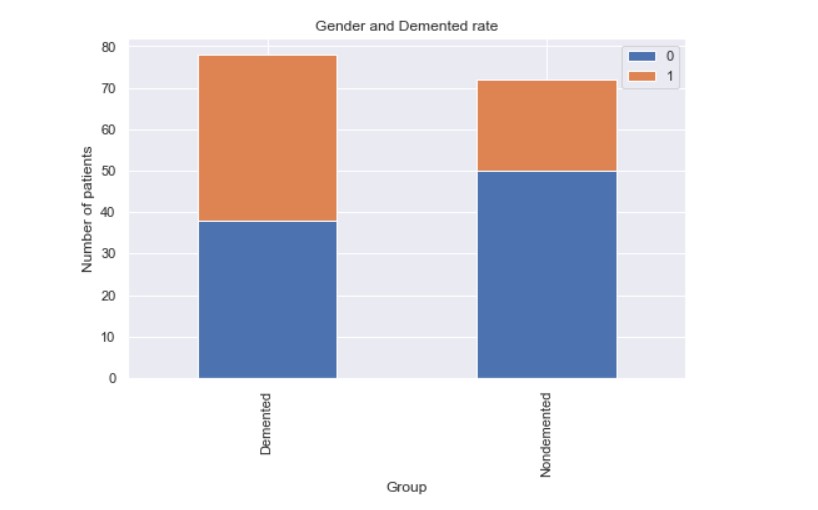 Gender and Demented rate
0
1
80
70
60
50
40
30
20
10
0
Number of patients
Demented
Nondemented
Group